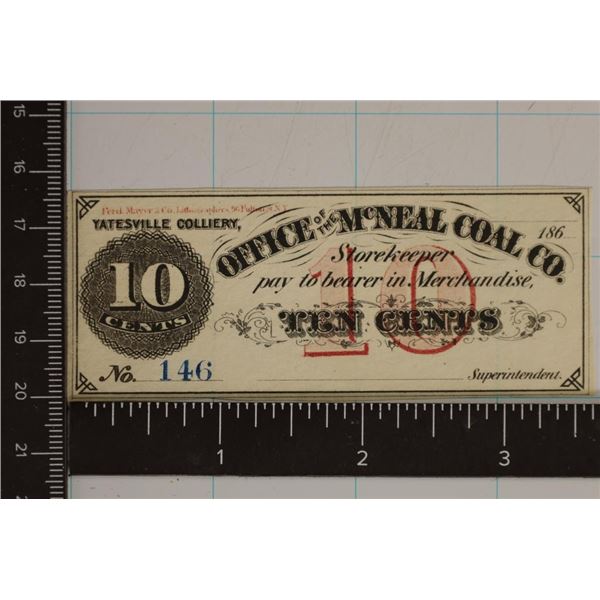 Ferd. Mayer & Co. Lithographers, 96 Fulton St. N.Y.
YATESVILLE COLLIERY,
OFFICE OF THE McNEAL COAL CO.
186
Storekeeper
pay to bearer in Merchandise,
10
CENTS
10
TEN CENTS
No. 146
Superintendent.
15
16
17
18
19
20
21
1 2 3